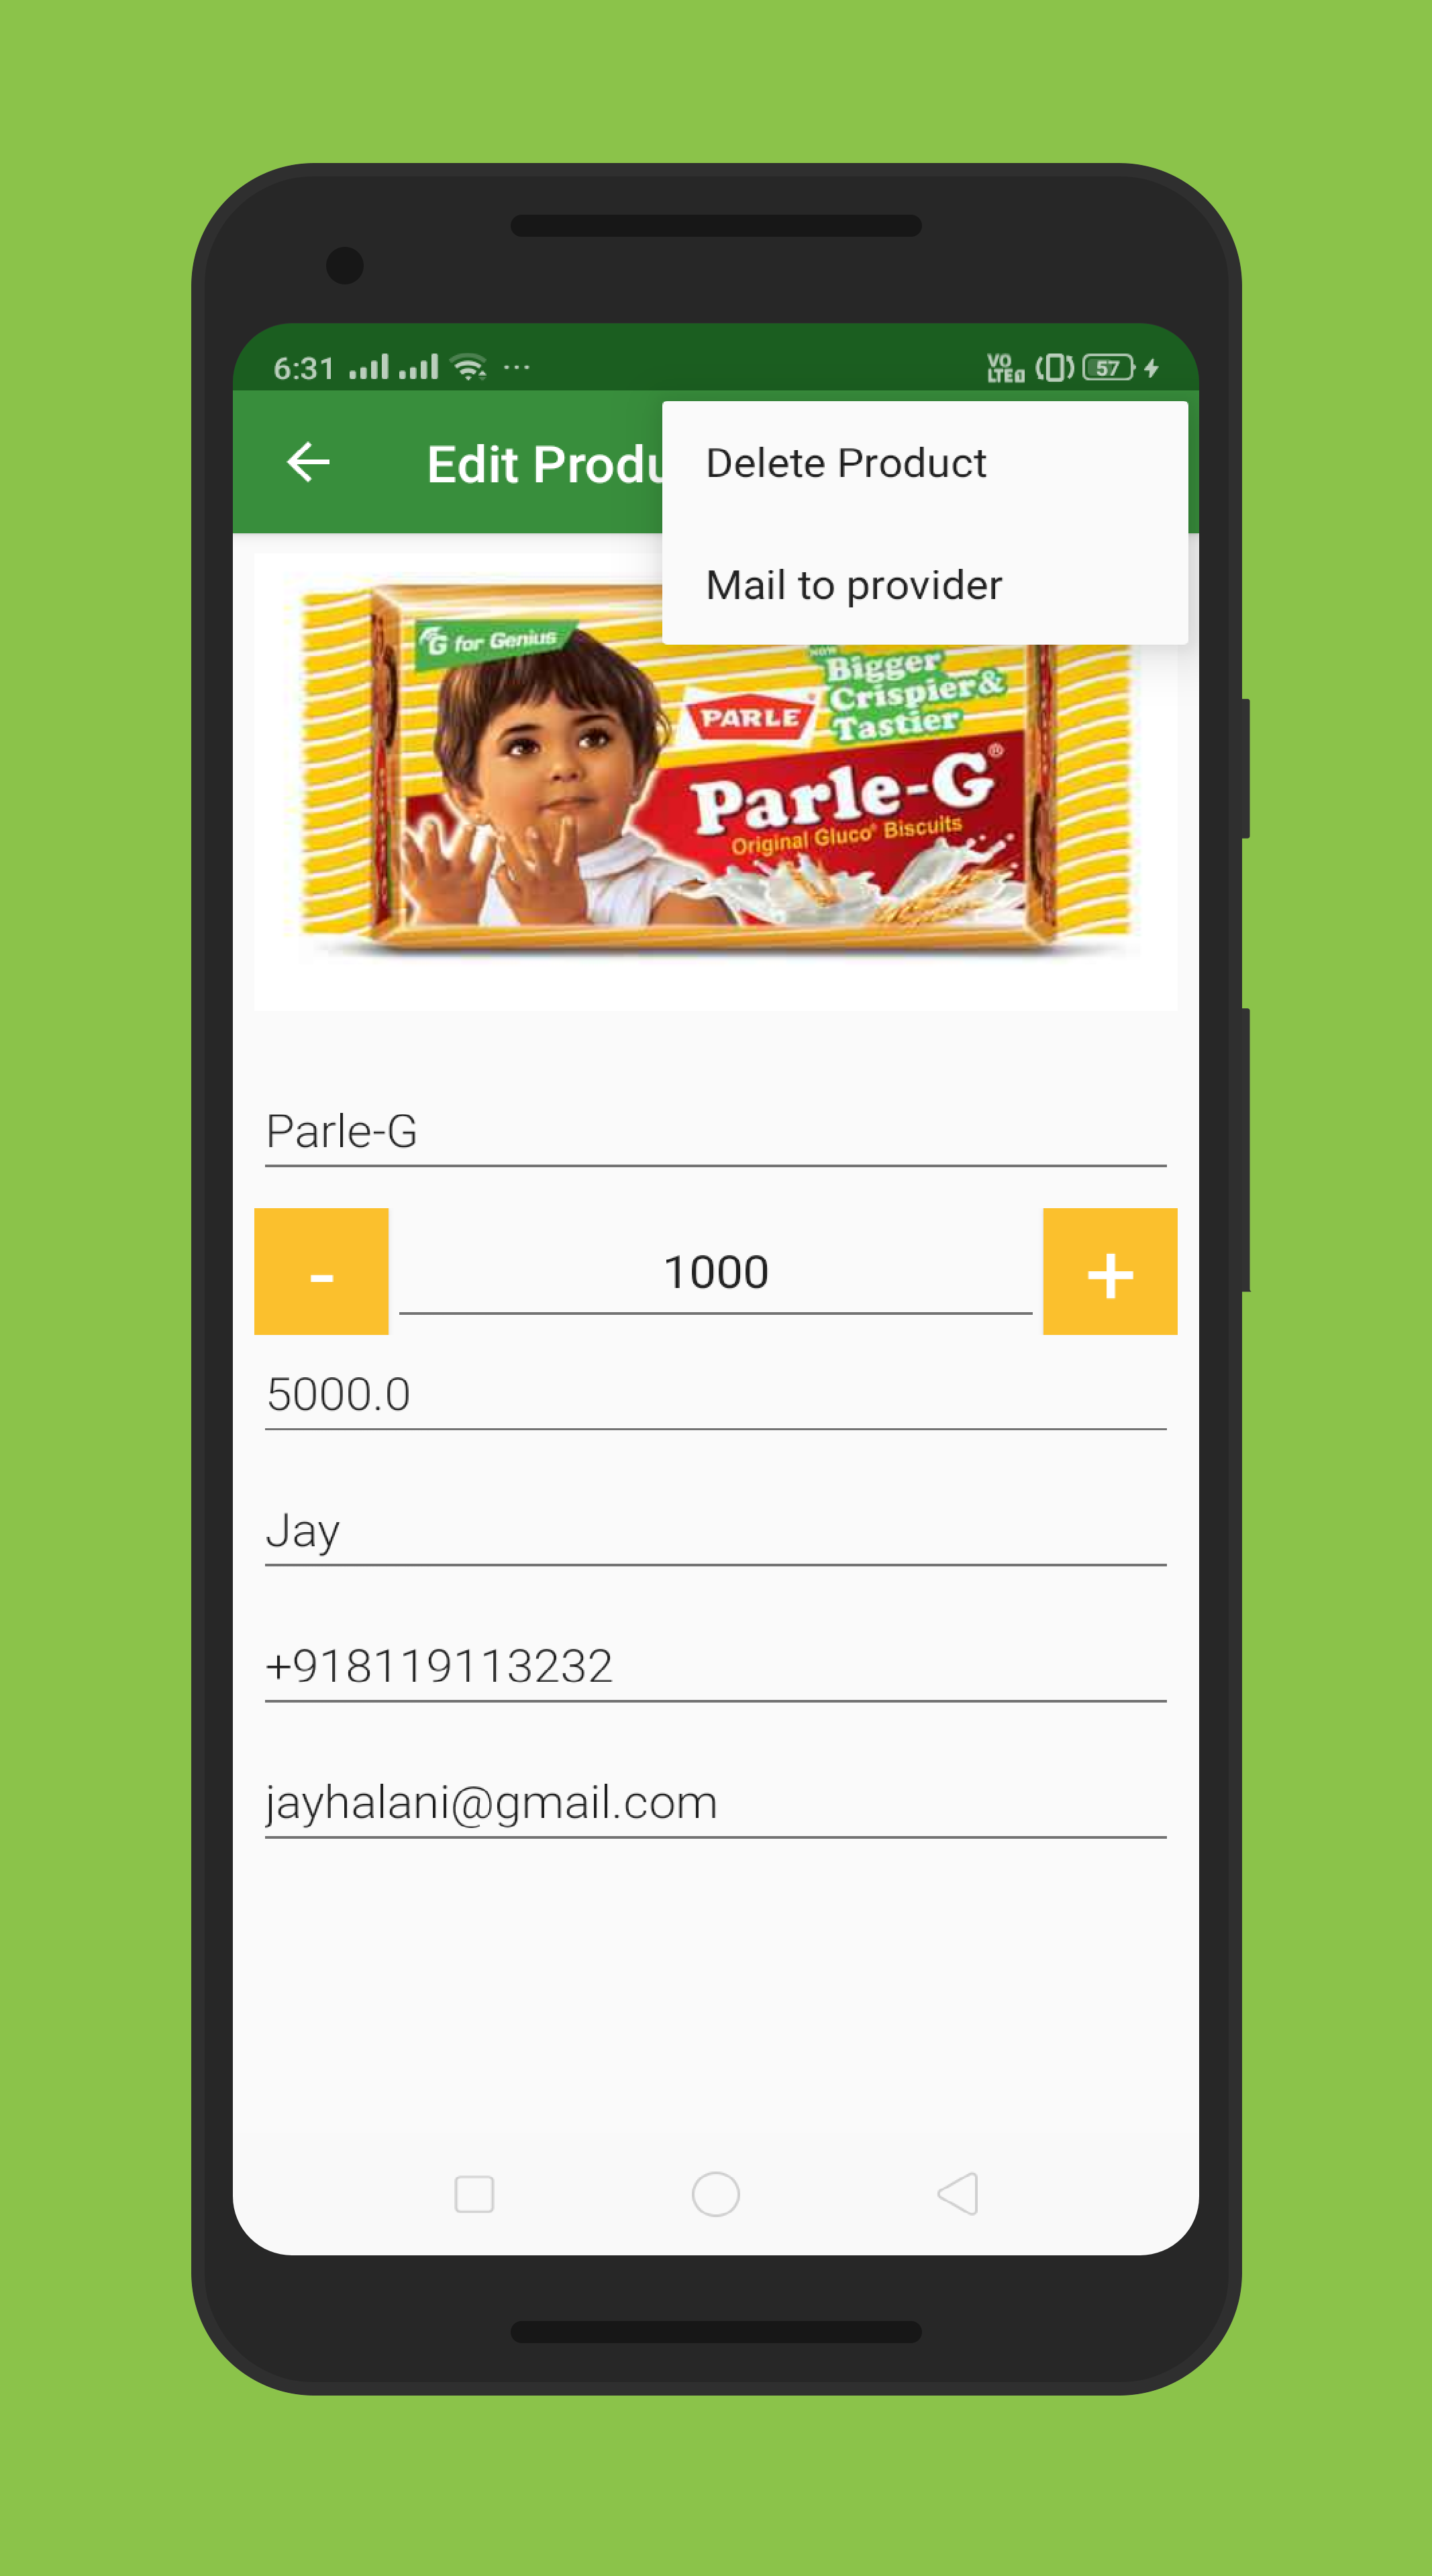 6:31
VO
LTE
57
Edit Produ
Delete Product
Mail to provider
G for Genius
NOW
Bigger
Crispier&
Tastier
PARLE
Parle-G®
Original Gluco® Biscuits
Parle-G
- 1000 +
5000.0
Jay
+918119113232
jayhalani@gmail.com